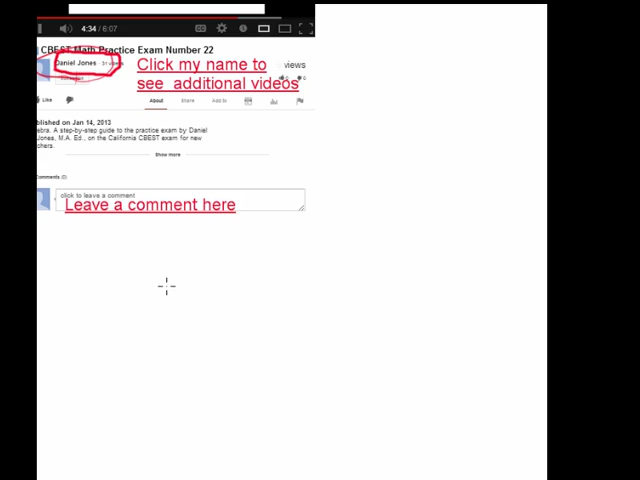 4:34 / 6:07
CBEST Math Practice Exam Number 22
Daniel Jones
Click my name to
see additional videos
views
Like
About
Share
Add to
Show more
blished on Jan 14, 2013
ebra. A step-by-step guide to the practice exam by Daniel
Jones, M.A. Ed., on the California CBEST exam for new
chers.
omments (0)
click to leave a comment
Leave a comment here